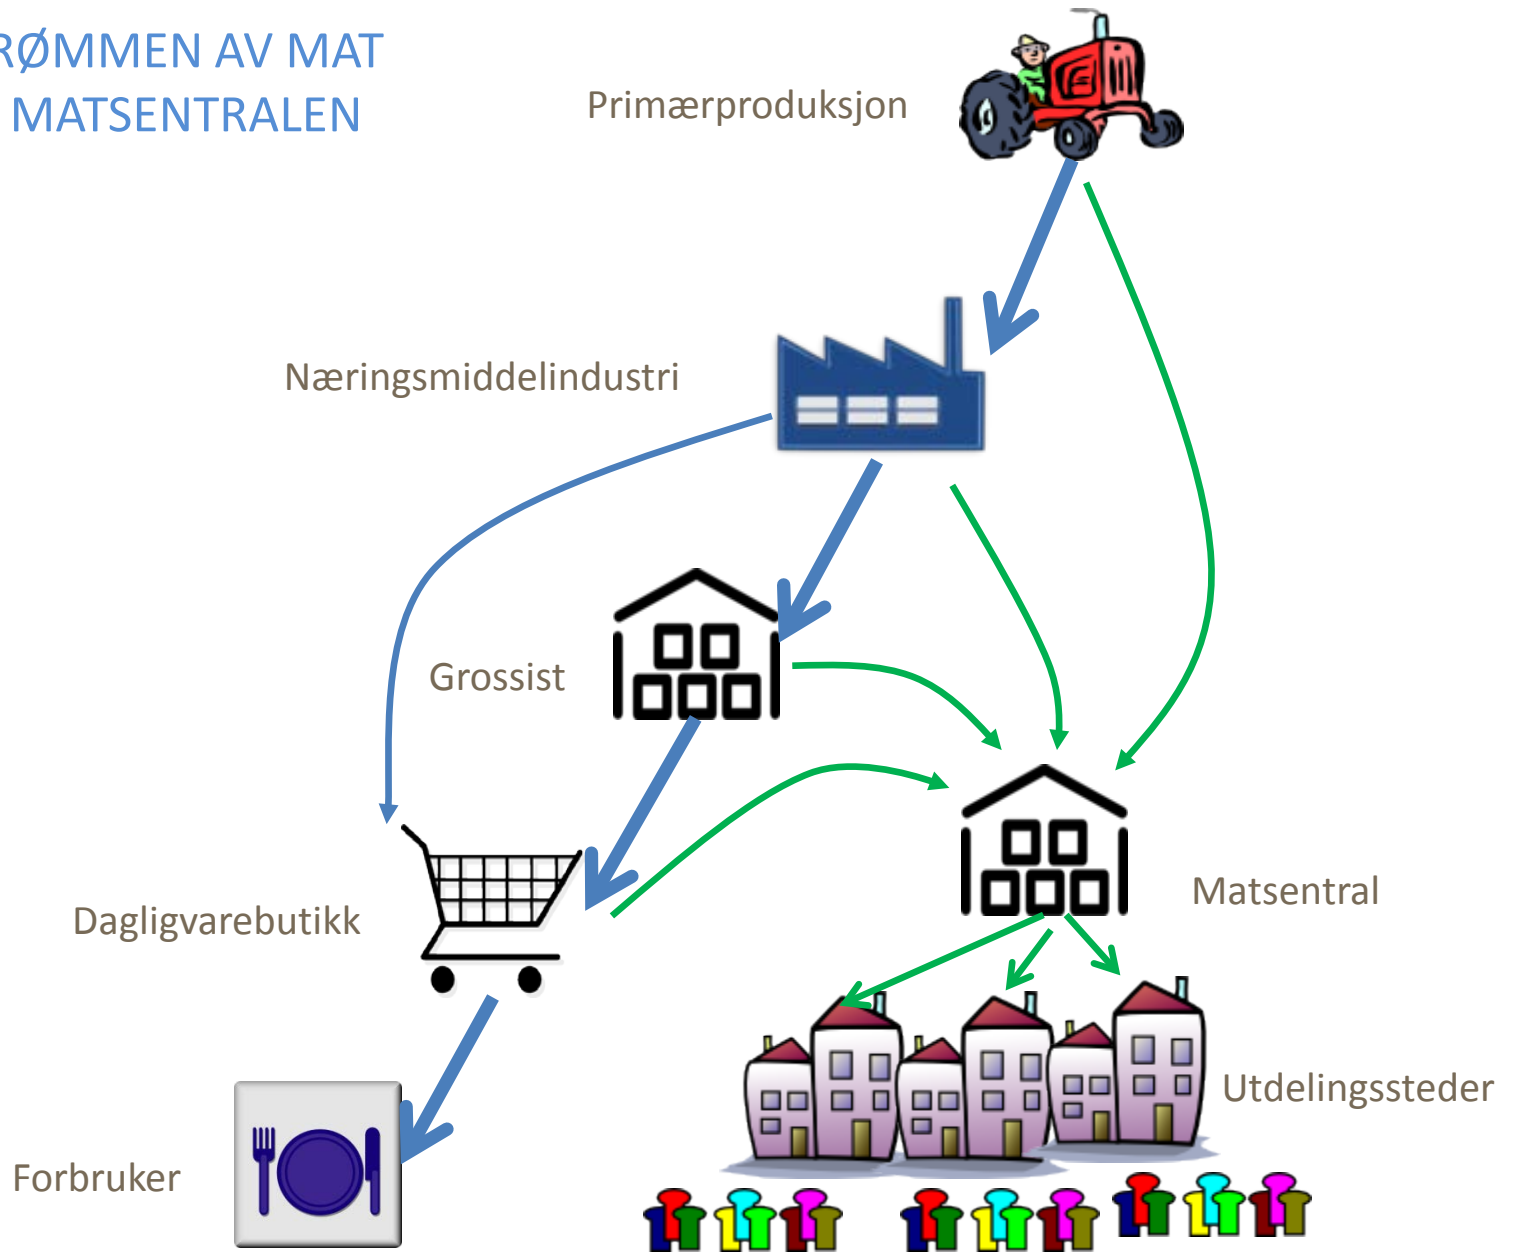 RØMMEN AV MAT
MATSENTRALEN
Primærproduksjon
Næringsmiddelindustri
Grossist
Matsentral
Dagligvarebutikk
Utdelingssteder
Forbruker